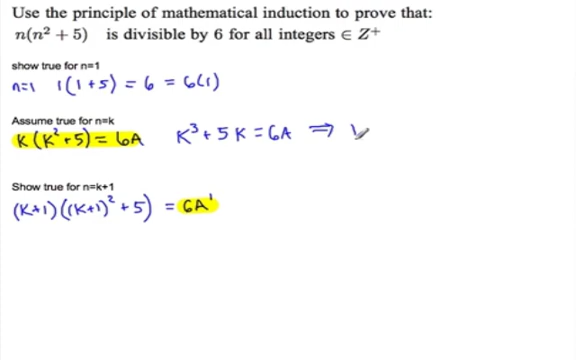 Use the principle of mathematical induction to prove that:
n(n² + 5) is divisible by 6 for all integers ∈ Z⁺
show true for n=1
n=1 1(1+5) = 6 = 6(1)
Assume true for n=k
K(K²+5) = 6A K³ + 5K = 6A ⇒
Show true for n=k+1
(K+1)((K+1)² + 5) = 6A'